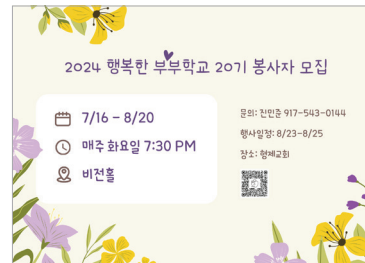 2024 행복한 부부학교 20기 봉사자 모집
7/16 - 8/20
매주 화요일 7:30 PM
비전홀
문의: 진민준 917-543-0144
행사일정: 8/23-8/25
장소: 형제교회